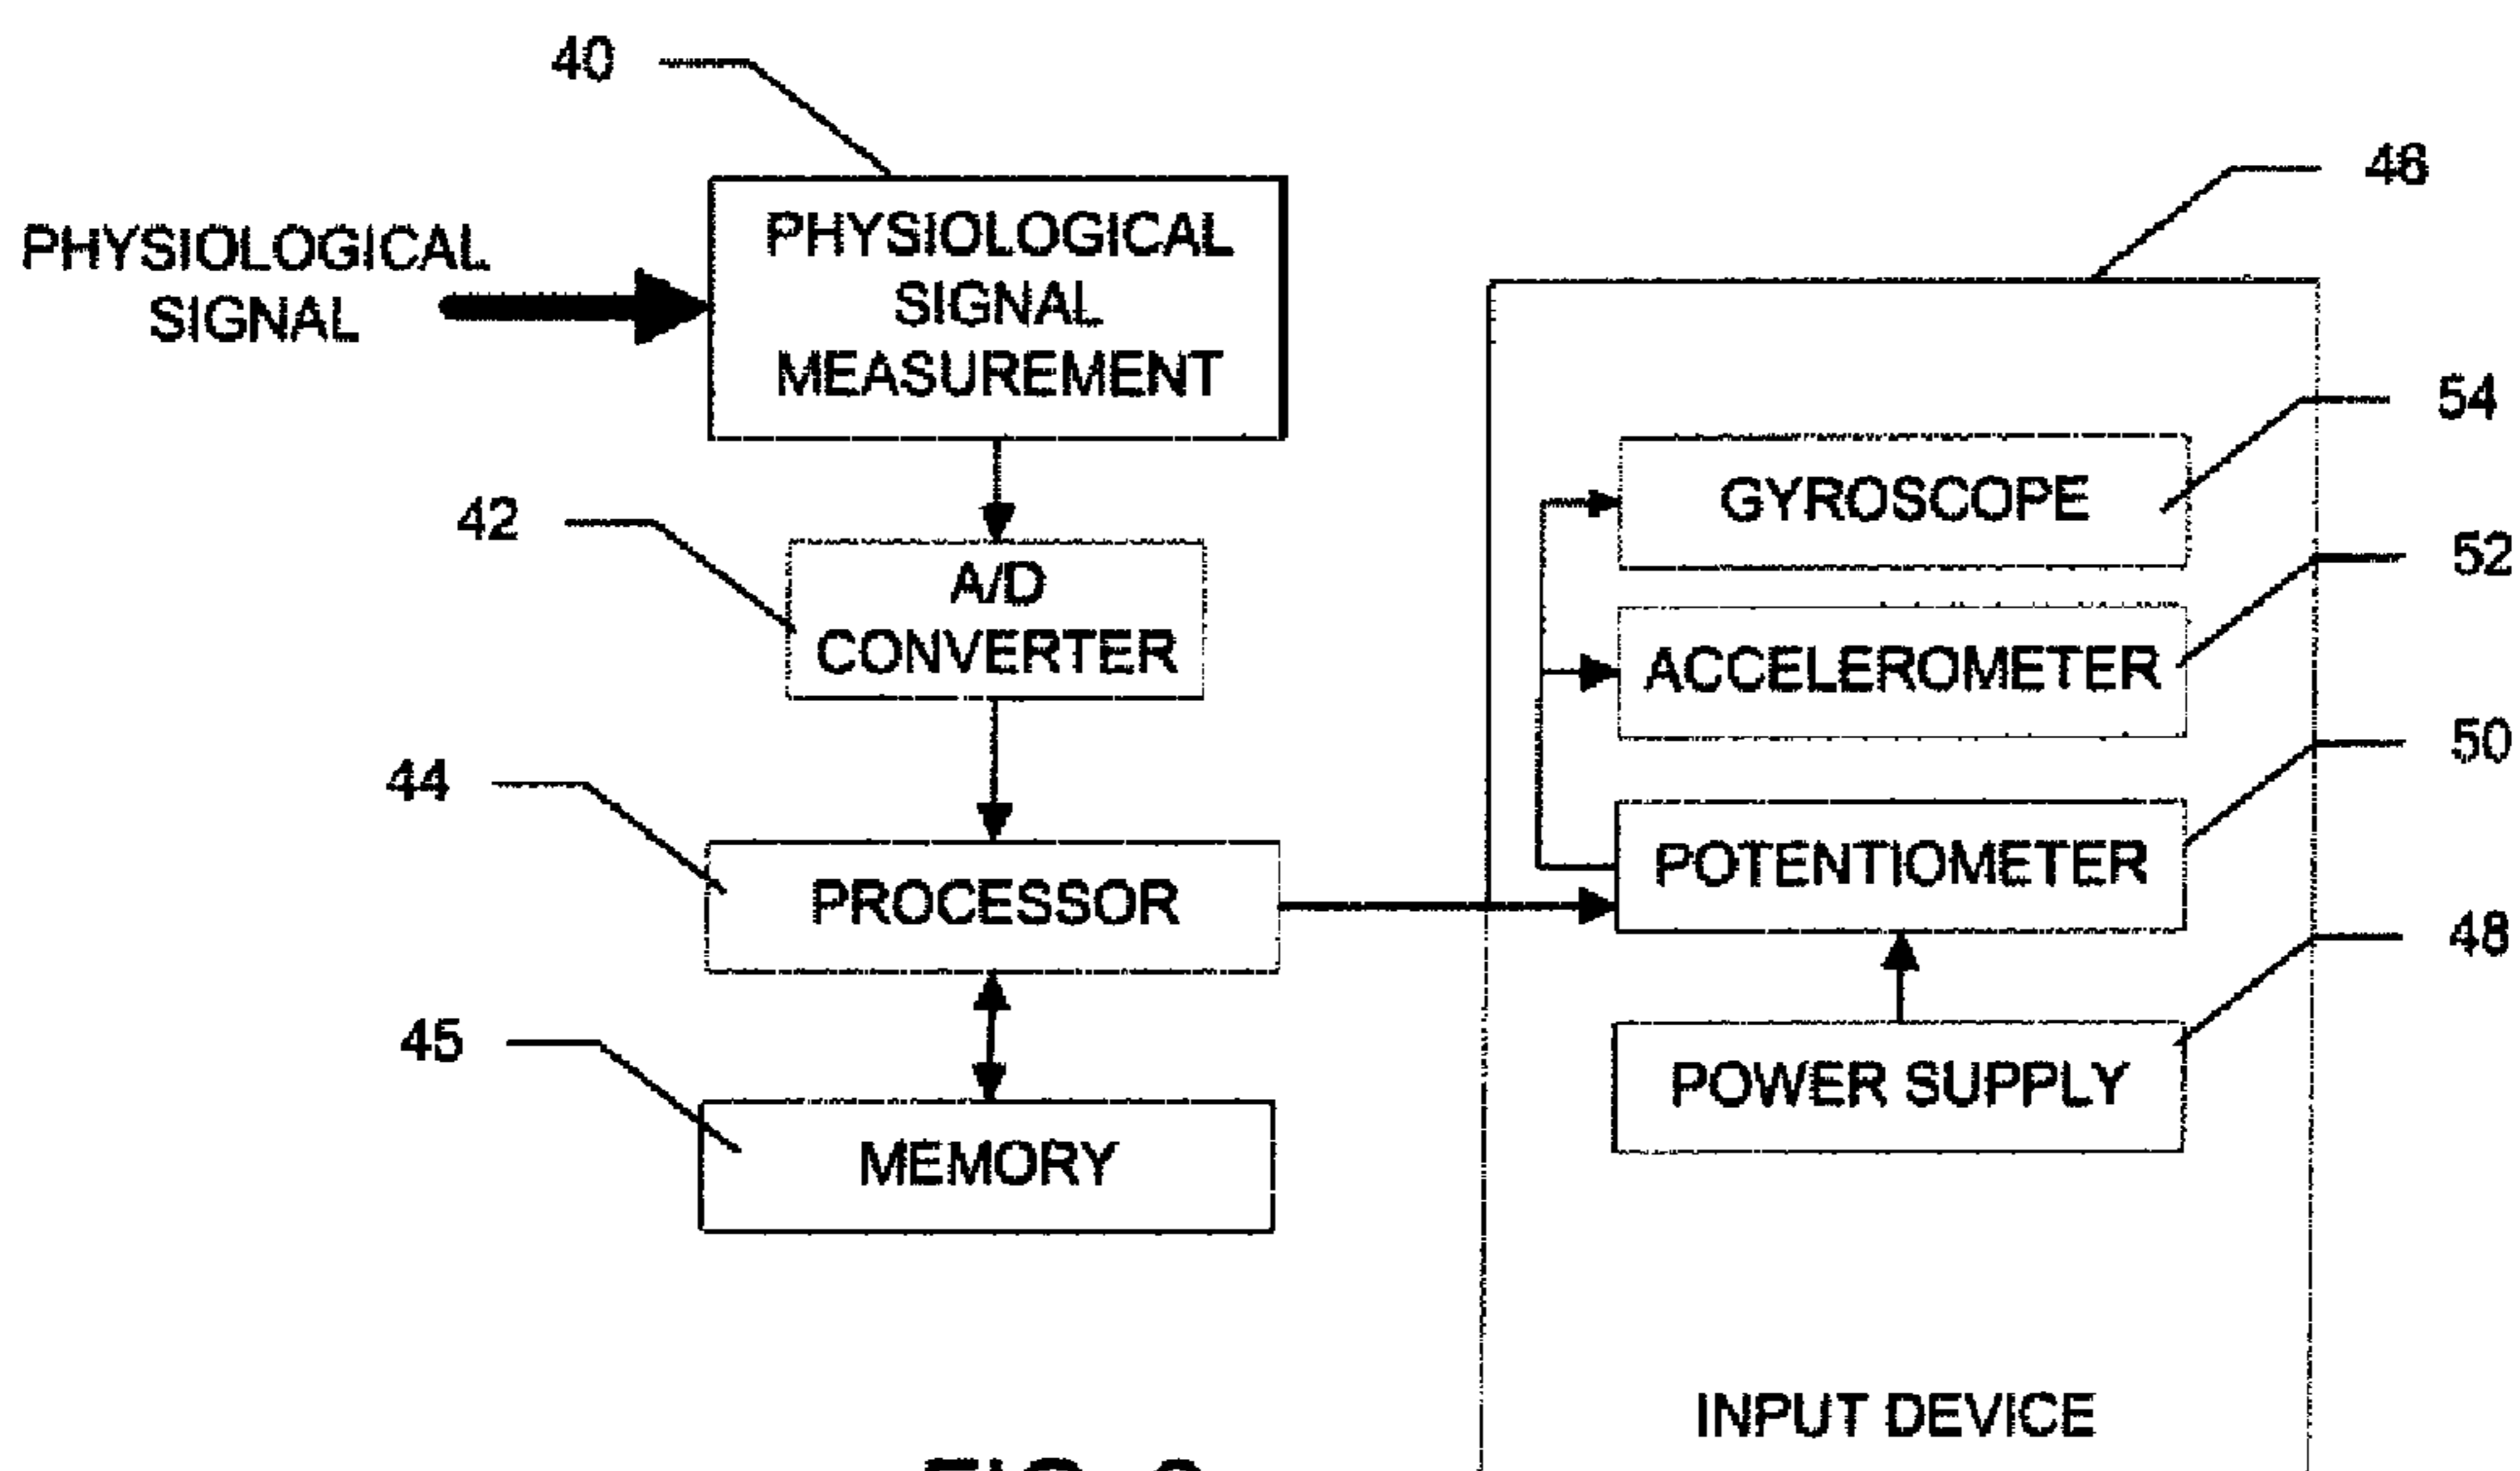 40
PHYSIOLOGICAL
SIGNAL
PHYSIOLOGICAL
SIGNAL
MEASUREMENT
46
54
GYROSCOPE
42
A/D
CONVERTER
52
ACCELEROMETER
50
44
PROCESSOR
POTENTIOMETER
48
45
MEMORY
POWER SUPPLY
INPUT DEVICE